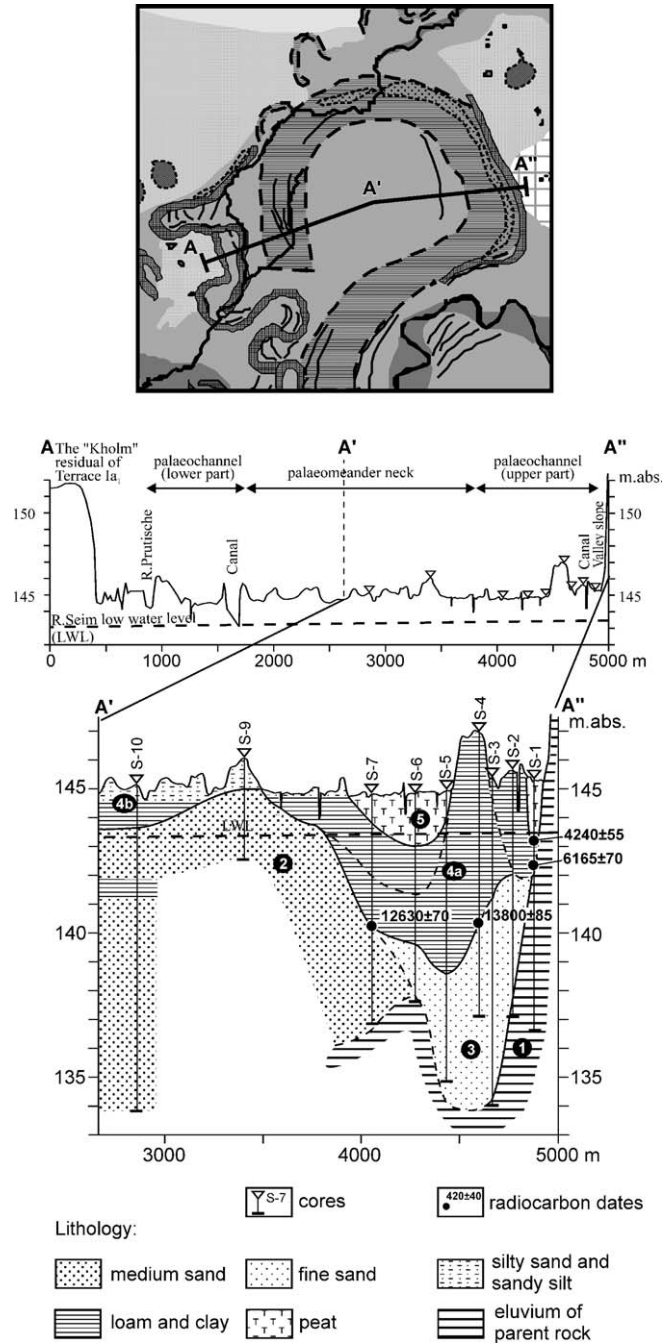 A"
A'
A
A The "Kholm" residual of Terrace Ia₁
palaeochannel (lower part)
A'
palaeomeander neck
palaeochannel (upper part)
A"
m.abs.
150
145
R.Prutische
Canal
Canal
Valley slope
150
145
R.Seim low water level (LWL)
0 1000 2000 3000 4000 5000 m
A'
A"
m.abs.
S-10
S-9
S-7
S-6
S-5
S-4
S-3
S-2
S-1
145
140
135
145
140
135
4b
LWL
2
5
4a
3
1
4240±55
6165±70
12630±70
13800±85
3000 4000 5000 m
S-7 cores
420±40 radiocarbon dates
Lithology:
medium sand
fine sand
silty sand and sandy silt
loam and clay
peat
eluvium of parent rock